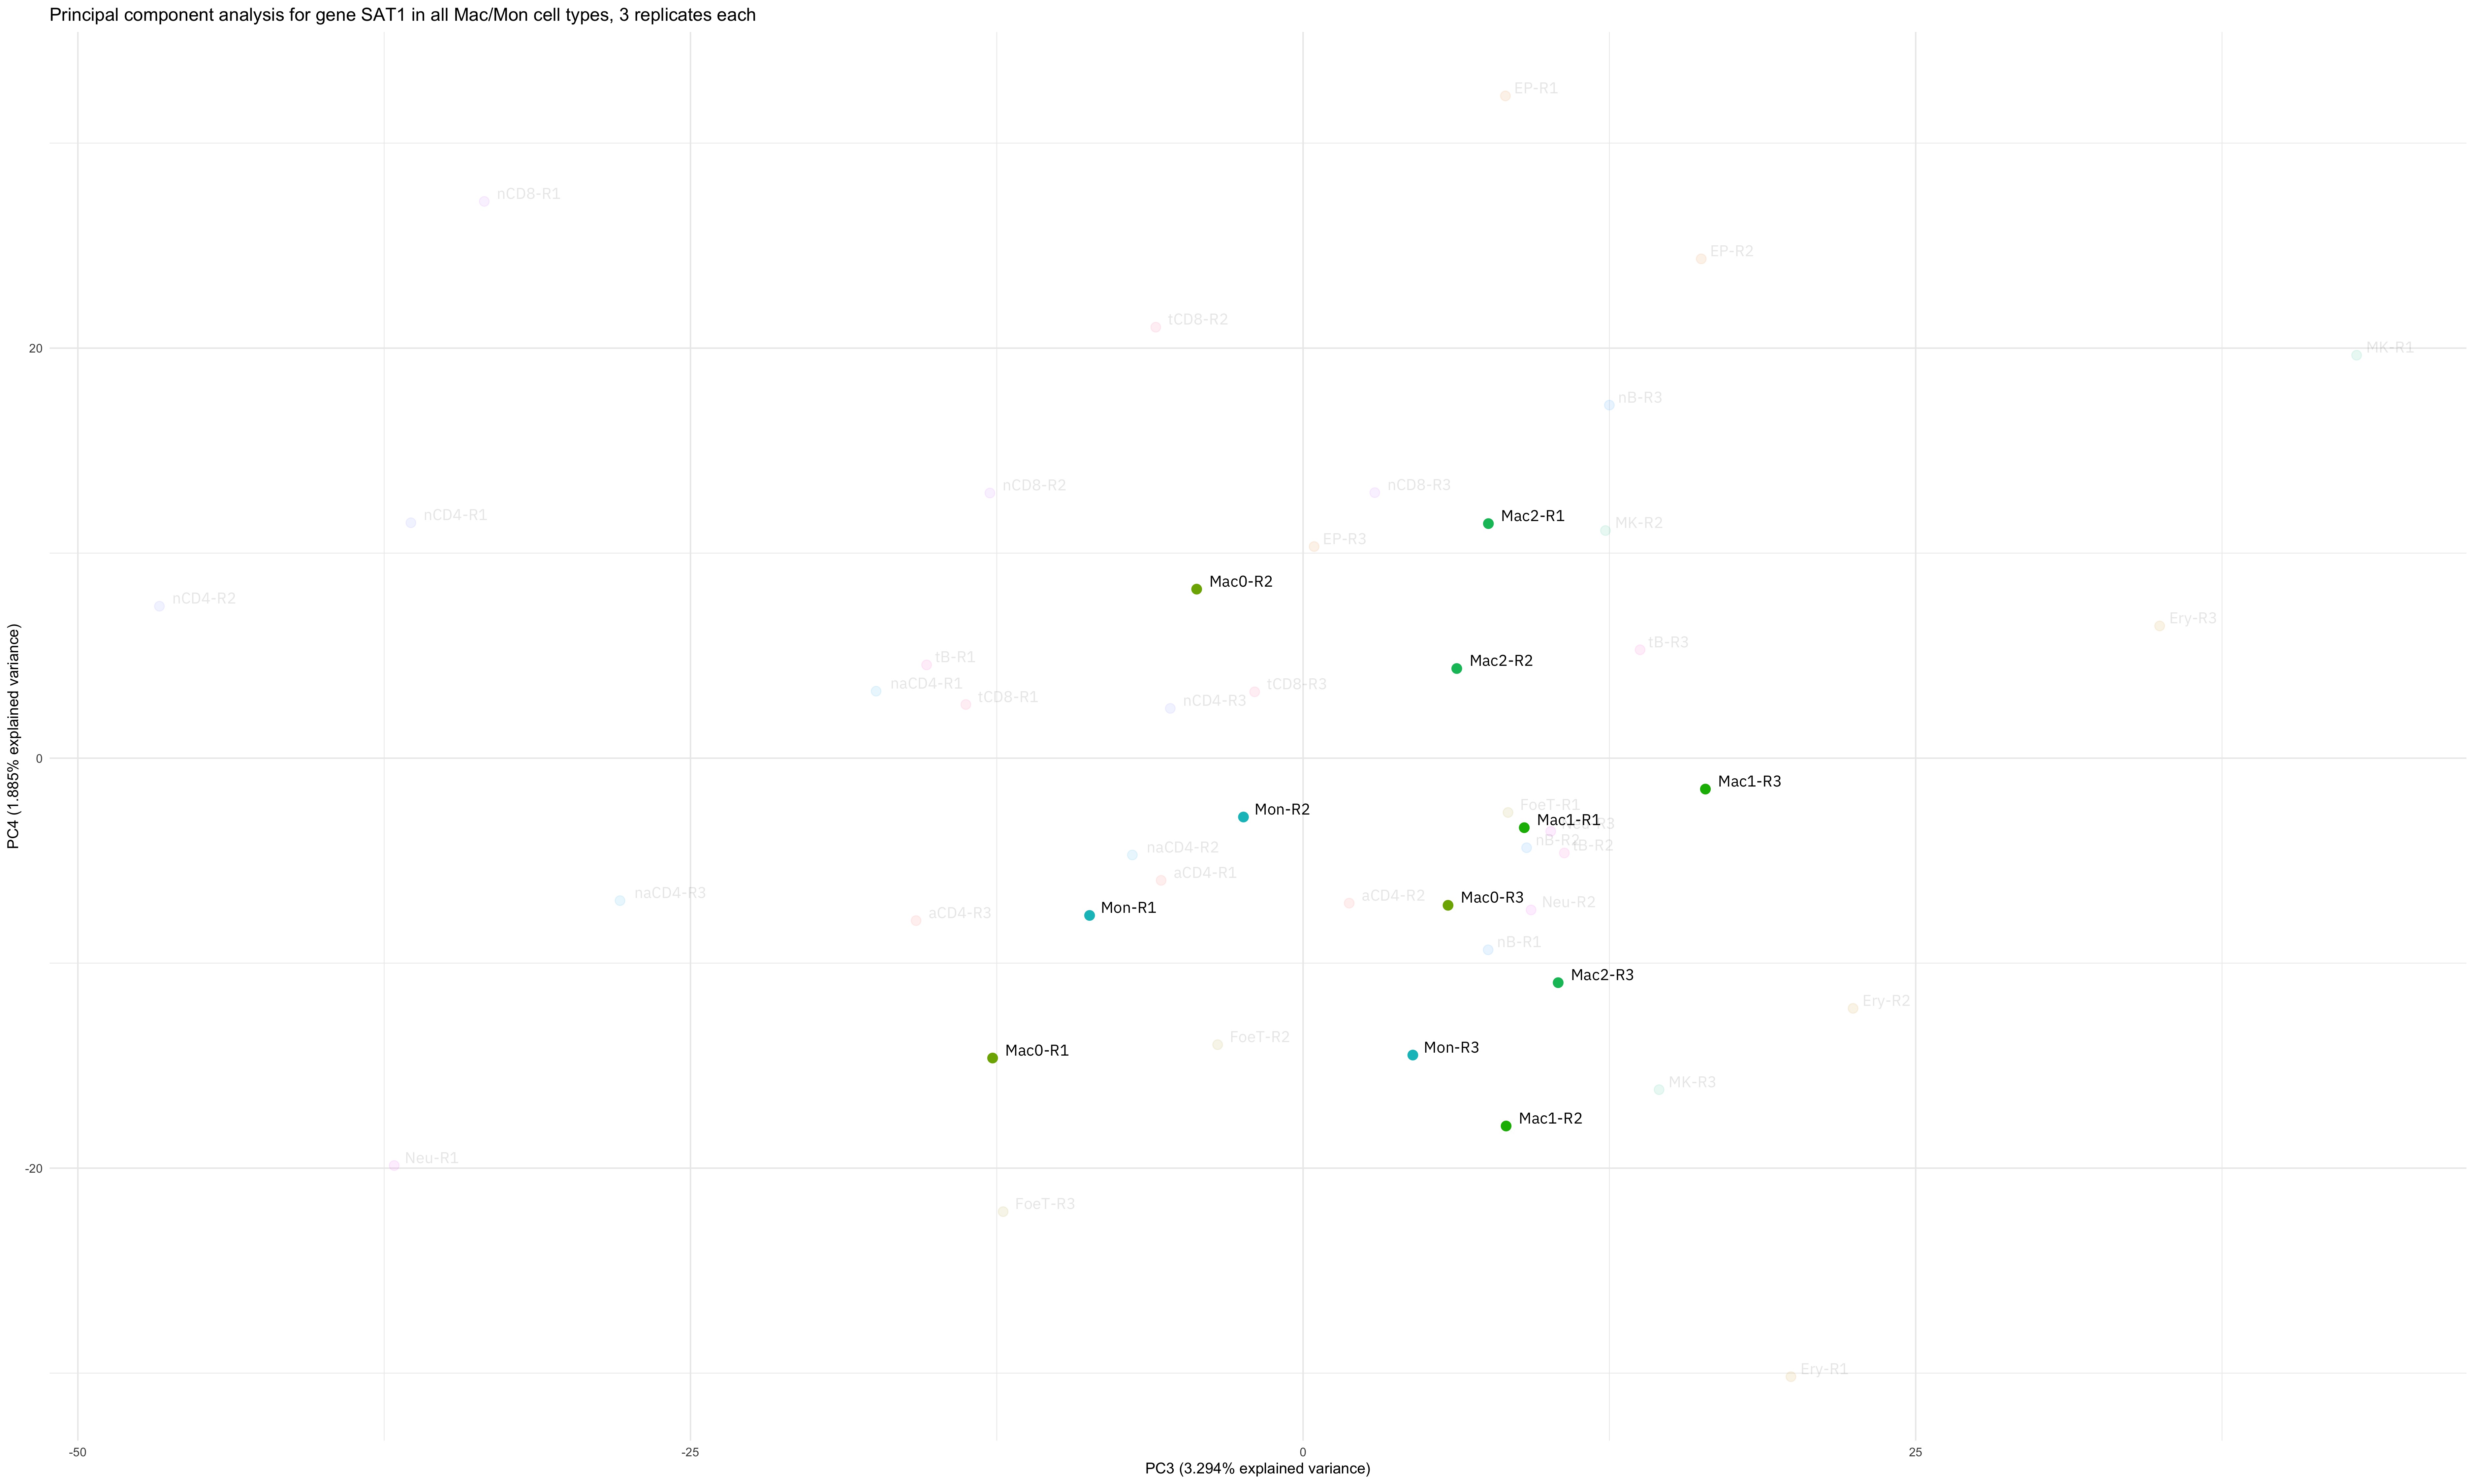 Principal component analysis for gene SAT1 in all Mac/Mon cell types, 3 replicates each
EP-R1
nCD8-R1
EP-R2
tCD8-R2
MK-R1
20
nB-R3
nCD8-R2
nCD8-R3
nCD4-R1
Mac2-R1
MK-R2
EP-R3
Mac0-R2
nCD4-R2
Ery-R3
tB-R3
tB-R1
Mac2-R2
naCD4-R1
tCD8-R3
tCD8-R1
nCD4-R3
0
Mac1-R3
FoeT-R1
Mon-R2
Mac1-R1
nB-R2
tB-R2
naCD4-R2
aCD4-R1
naCD4-R3
aCD4-R2
Mac0-R3
Neu-R2
Mon-R1
aCD4-R3
nB-R1
Mac2-R3
Ery-R2
FoeT-R2
Mac0-R1
Mon-R3
MK-R3
Mac1-R2
Neu-R1
-20
FoeT-R3
Ery-R1
-50
-25
0
25
PC3 (3.294% explained variance)
PC4 (1.885% explained variance)